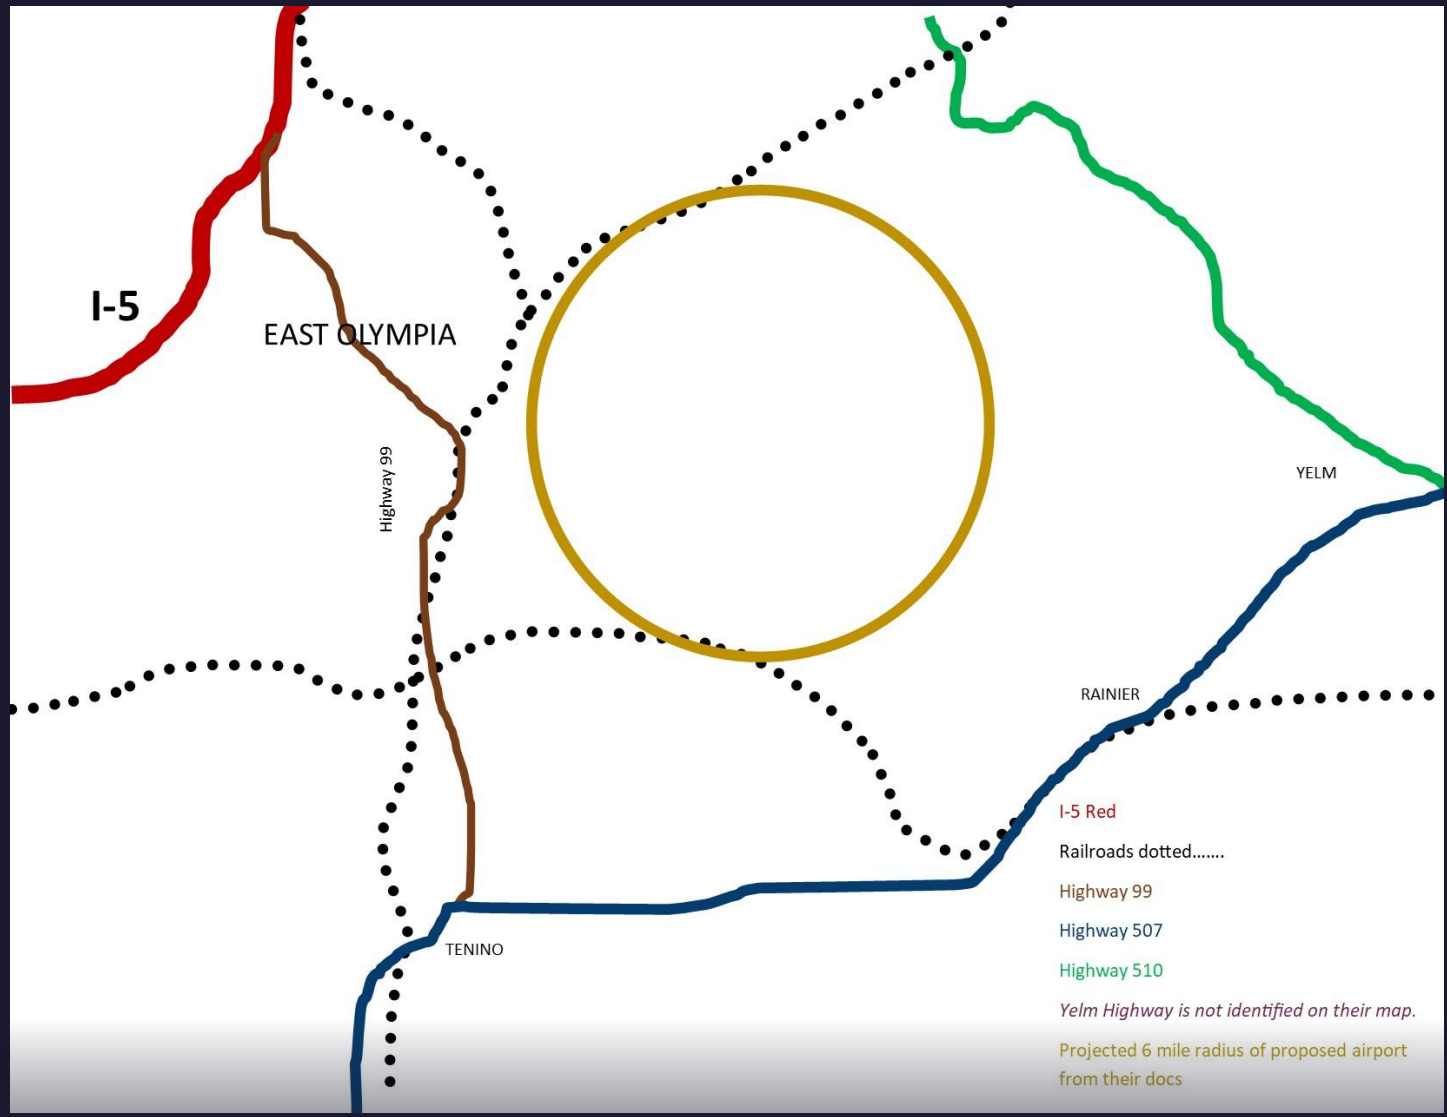 I-5
EAST OLYMPIA
Highway 99
YELM
RAINIER
TENINO
I-5 Red
Railroads dotted.......
Highway 99
Highway 507
Highway 510
Yelm Highway is not identified on their map.
Projected 6 mile radius of proposed airport
from their docs